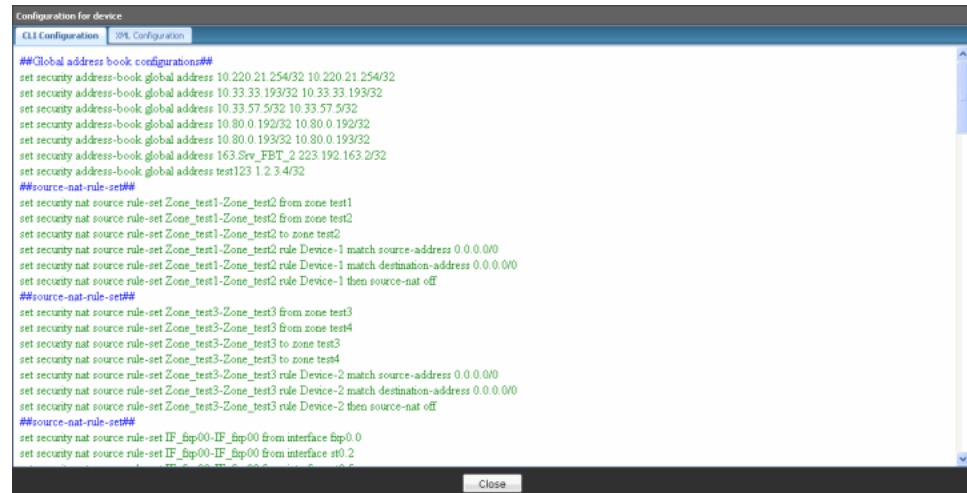 Configuration for device
CLI Configuration XML Configuration
##Global address book configurations##
set security address-book global address 10.220.21.254/32 10.220.21.254/32
set security address-book global address 10.33.33.193/32 10.33.33.193/32
set security address-book global address 10.33.57.5/32 10.33.57.5/32
set security address-book global address 10.80.0.192/32 10.80.0.192/32
set security address-book global address 10.80.0.193/32 10.80.0.193/32
set security address-book global address 163.Srv_FBT_2 223.192.163.2/32
set security address-book global address test123 1.2.3.4/32
##source-nat-rule-set##
set security nat source rule-set Zone_test1-Zone_test2 from zone test1
set security nat source rule-set Zone_test1-Zone_test2 from zone test2
set security nat source rule-set Zone_test1-Zone_test2 to zone test2
set security nat source rule-set Zone_test1-Zone_test2 rule Device-1 match source-address 0.0.0.0/0
set security nat source rule-set Zone_test1-Zone_test2 rule Device-1 match destination-address 0.0.0.0/0
set security nat source rule-set Zone_test1-Zone_test2 rule Device-1 then source-nat off
##source-nat-rule-set##
set security nat source rule-set Zone_test3-Zone_test3 from zone test3
set security nat source rule-set Zone_test3-Zone_test3 from zone test4
set security nat source rule-set Zone_test3-Zone_test3 to zone test3
set security nat source rule-set Zone_test3-Zone_test3 to zone test4
set security nat source rule-set Zone_test3-Zone_test3 rule Device-2 match source-address 0.0.0.0/0
set security nat source rule-set Zone_test3-Zone_test3 rule Device-2 match destination-address 0.0.0.0/0
set security nat source rule-set Zone_test3-Zone_test3 rule Device-2 then source-nat off
##source-nat-rule-set##
set security nat source rule-set IF_fxp00-IF_fxp00 from interface fxp0.0
set security nat source rule-set IF_fxp00-IF_fxp00 from interface st0.2
Close